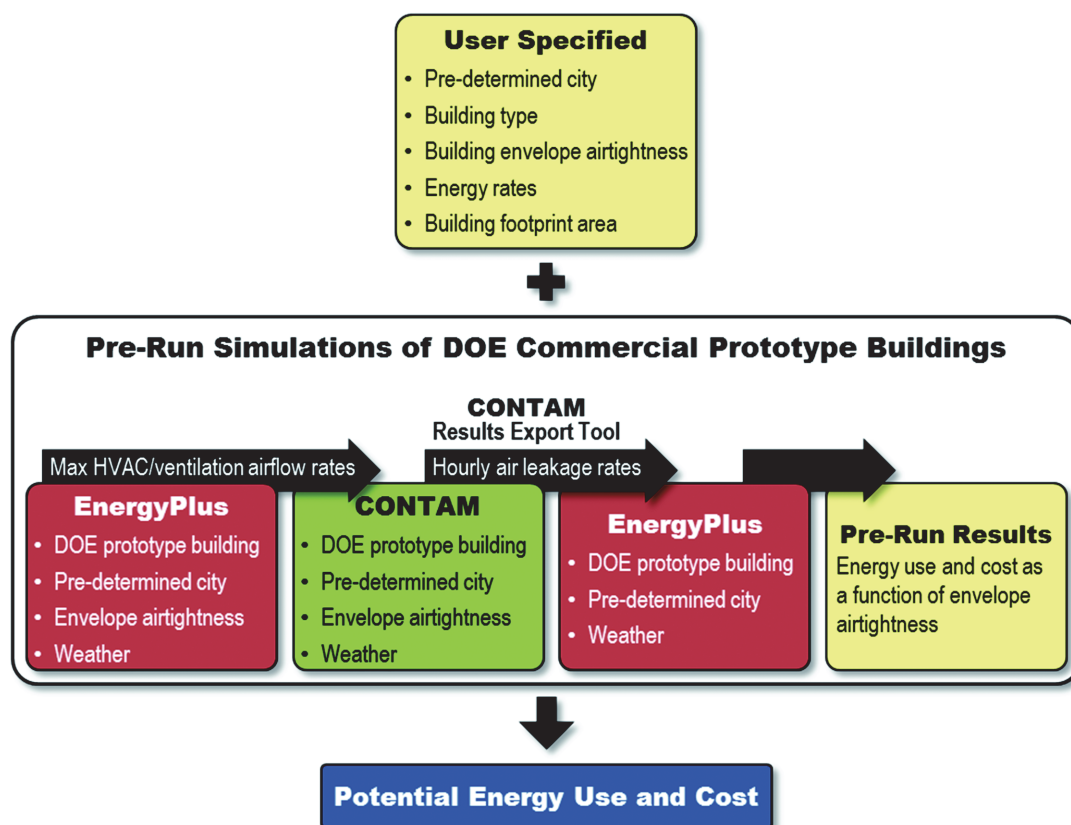 User Specified
• Pre-determined city
• Building type
• Building envelope airtightness
• Energy rates
• Building footprint area
Pre-Run Simulations of DOE Commercial Prototype Buildings
CONTAM
Results Export Tool
Max HVAC/ventilation airflow rates
Hourly air leakage rates
EnergyPlus
• DOE prototype building
• Pre-determined city
• Envelope airtightness
• Weather
CONTAM
• DOE prototype building
• Pre-determined city
• Envelope airtightness
• Weather
EnergyPlus
• DOE prototype building
• Pre-determined city
• Weather
Pre-Run Results
Energy use and cost as
a function of envelope
airtightness
Potential Energy Use and Cost